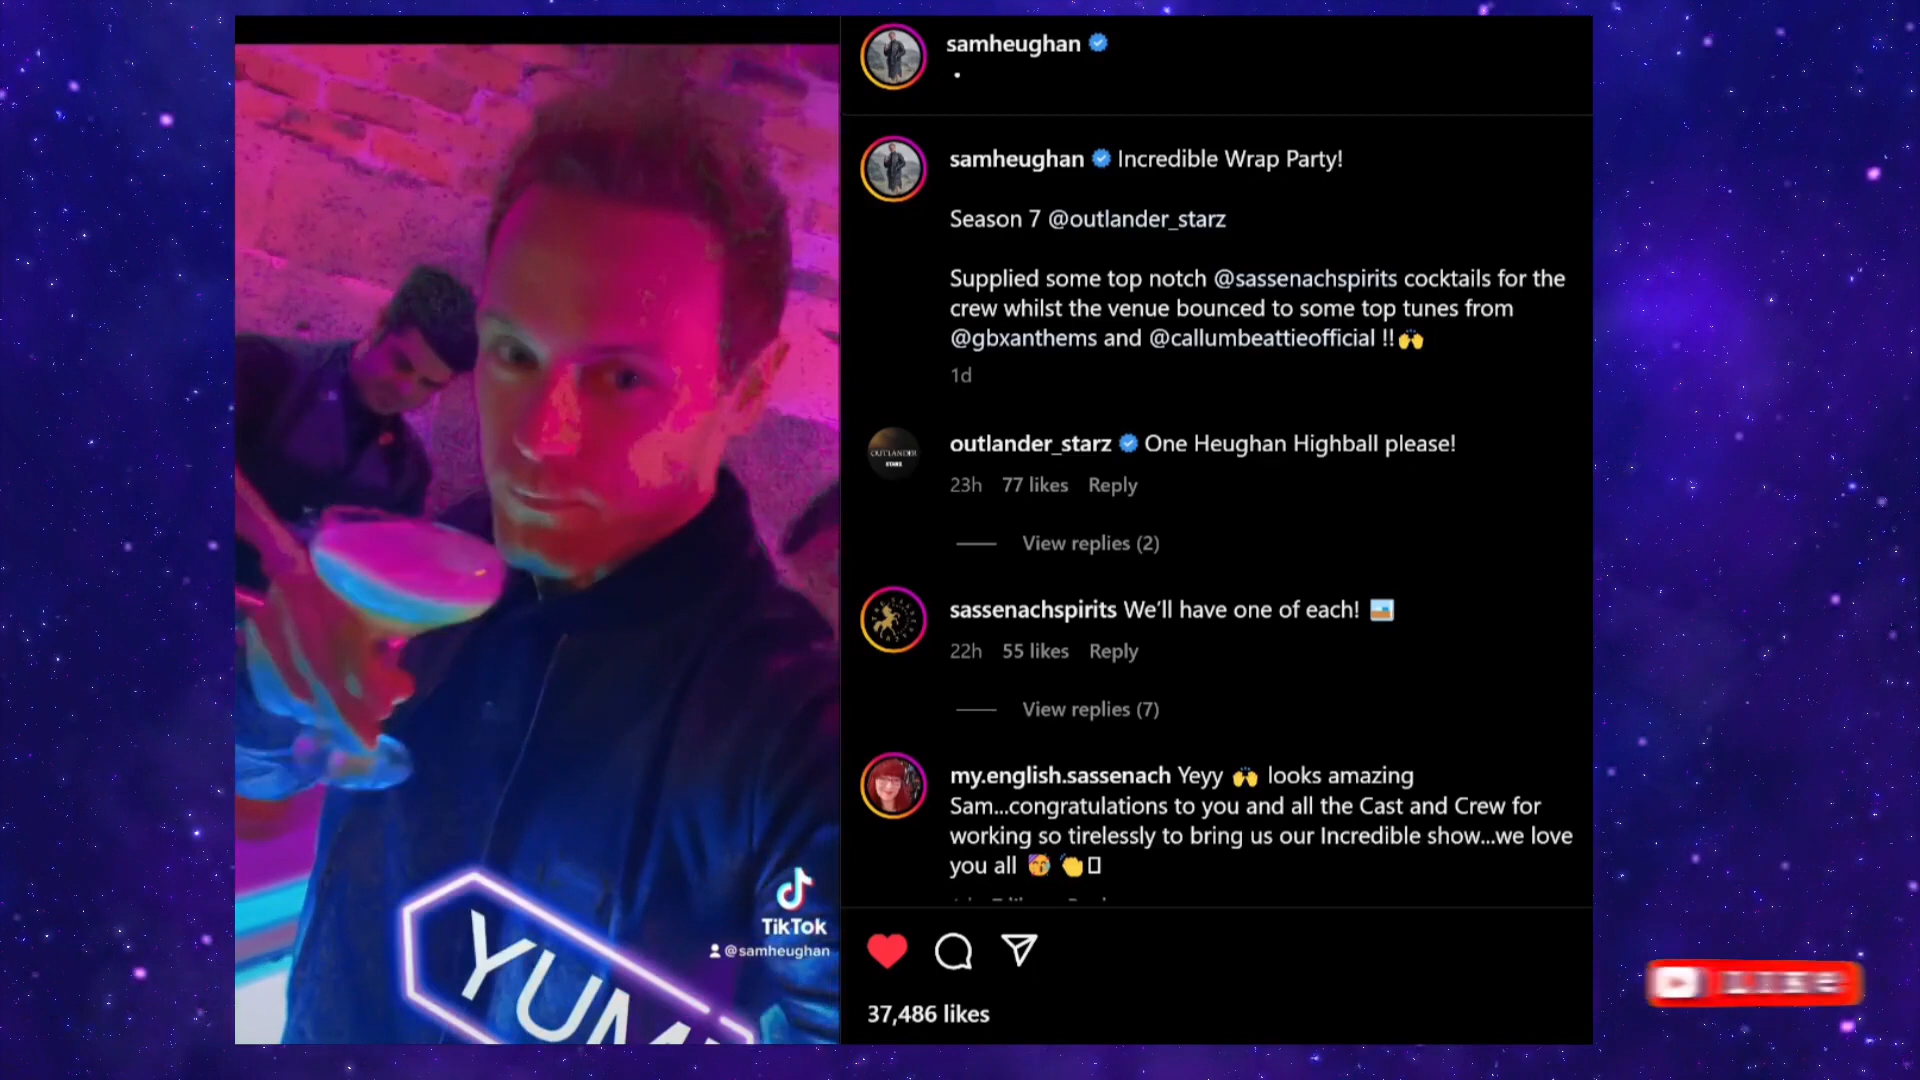 samheughan
samheughan Incredible Wrap Party!
Season 7 @outlander_starz
Supplied some top notch @sassenachspirits cocktails for the
crew whilst the venue bounced to some top tunes from
@gbxanthems and @callumbeattieofficial !!🙌
1d
OUTLANDER
STARZ
outlander_starz One Heughan Highball please!
23h 77 likes Reply
View replies (2)
sassenachspirits We'll have one of each!
22h 55 likes Reply
View replies (7)
my.english.sassenach Yeyy 🙌 looks amazing
Sam...congratulations to you and all the Cast and Crew for
working so tirelessly to bring us our Incredible show...we love
you all 🥳 👏
37,486 likes
TikTok
@samheughan
YUM